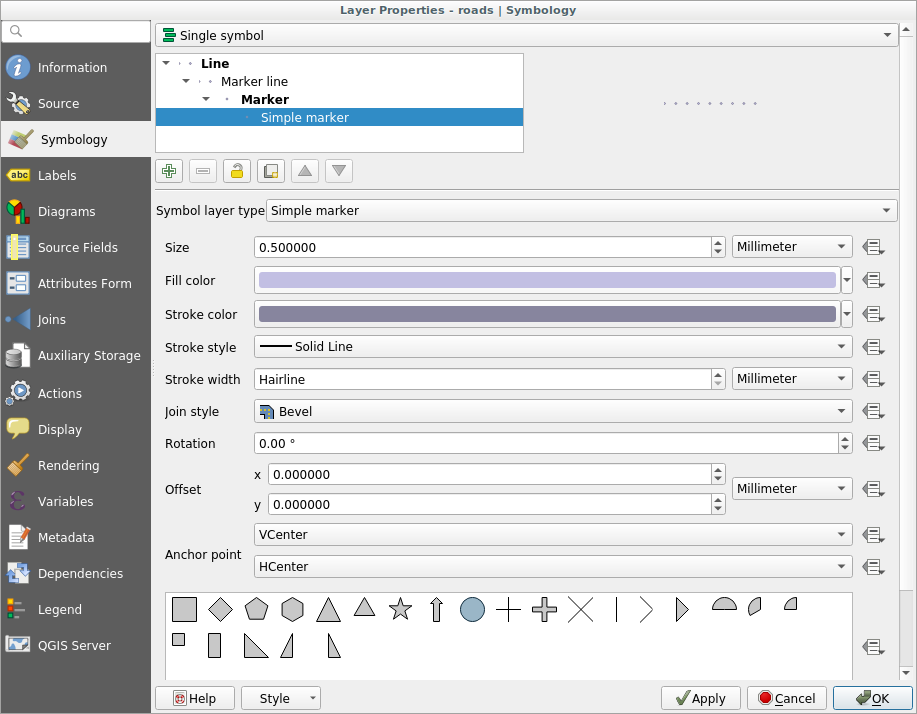 Layer Properties - roads | Symbology
Single symbol
Information
Source
Symbology
Labels
Diagrams
Source Fields
Attributes Form
Joins
Auxiliary Storage
Actions
Display
Rendering
Variables
Metadata
Dependencies
Legend
QGIS Server
Line
Marker line
Marker
Simple marker
Symbol layer type Simple marker
Size 0.500000 Millimeter
Fill color
Stroke color
Stroke style Solid Line
Stroke width Hairline Millimeter
Join style Bevel
Rotation 0.00 °
Offset x 0.000000 Millimeter
y 0.000000
Anchor point VCenter
HCenter
Help Style Apply Cancel OK
abc